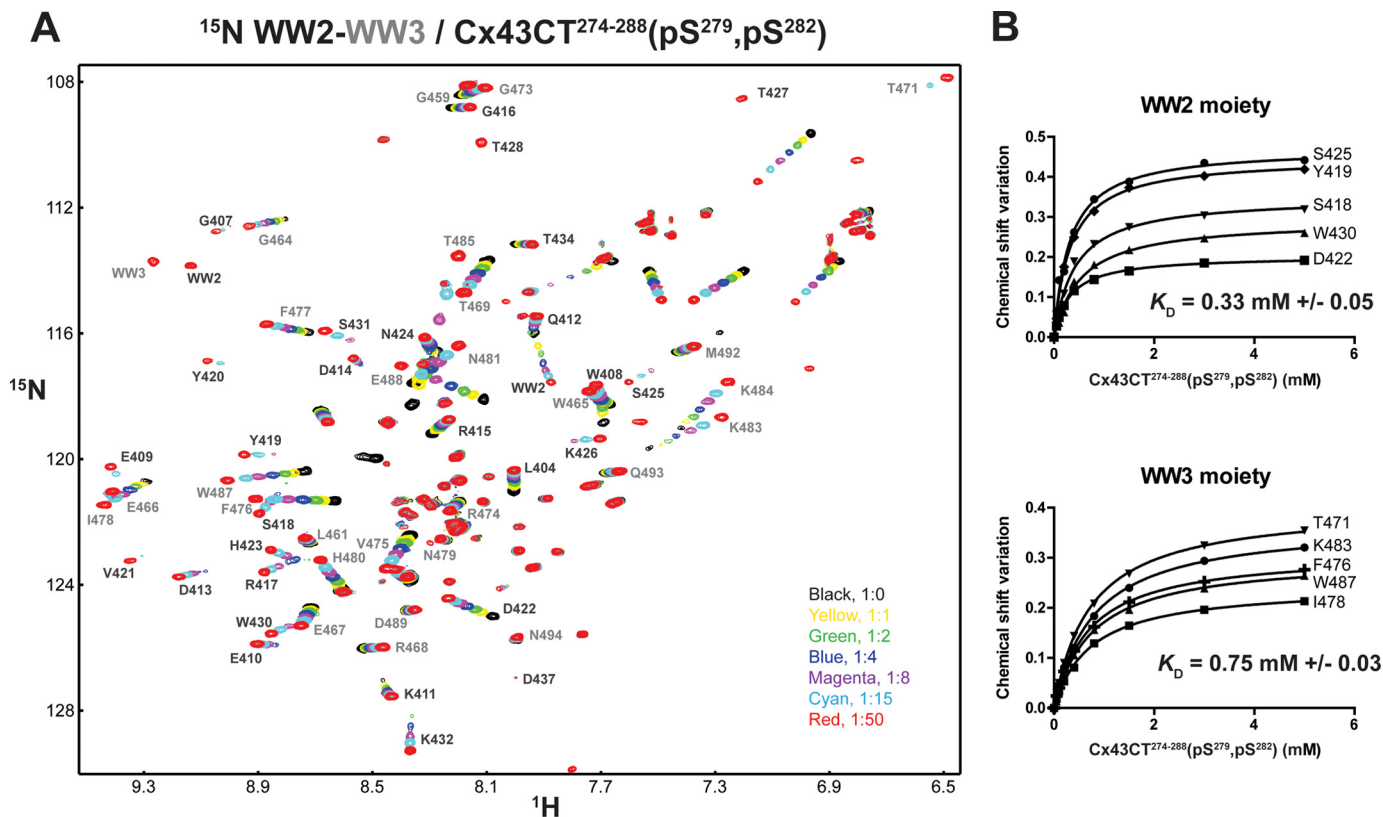 A
¹⁵N WW2-WW3 / Cx43CT²⁷⁴⁻²⁸⁸(pS²⁷⁹,pS²⁸²)
108
112
116
120
124
128
¹⁵N
9.3
8.9
8.5
8.1
7.7
7.3
6.9
6.5
¹H
G459
G473
G416
T427
T471
T428
G407
G464
T485
T434
WW3
WW2
T469
F477
S431
N424
Q412
Y420
D414
N481
M492
E488
WW2
W408
S425
K484
W465
R415
K483
E409
Y419
K426
L404
Q493
W487
E466
F476
I478
S418
R474
L461
V475
H423
H480
N479
V421
D413
R417
D422
W430
E467
D489
N494
E410
R468
K411
D437
K432
Black, 1:0
Yellow, 1:1
Green, 1:2
Blue, 1:4
Magenta, 1:8
Cyan, 1:15
Red, 1:50
B
WW2 moiety
Chemical shift variation
0.5
0.4
0.3
0.2
0.1
0.0
0
2
4
6
S425
Y419
S418
W430
D422
K_D = 0.33 mM +/- 0.05
Cx43CT²⁷⁴⁻²⁸⁸(pS²⁷⁹,pS²⁸²) (mM)
WW3 moiety
Chemical shift variation
0.4
0.3
0.2
0.1
0.0
0
2
4
6
T471
K483
F476
W487
I478
K_D = 0.75 mM +/- 0.03
Cx43CT²⁷⁴⁻²⁸⁸(pS²⁷⁹,pS²⁸²) (mM)